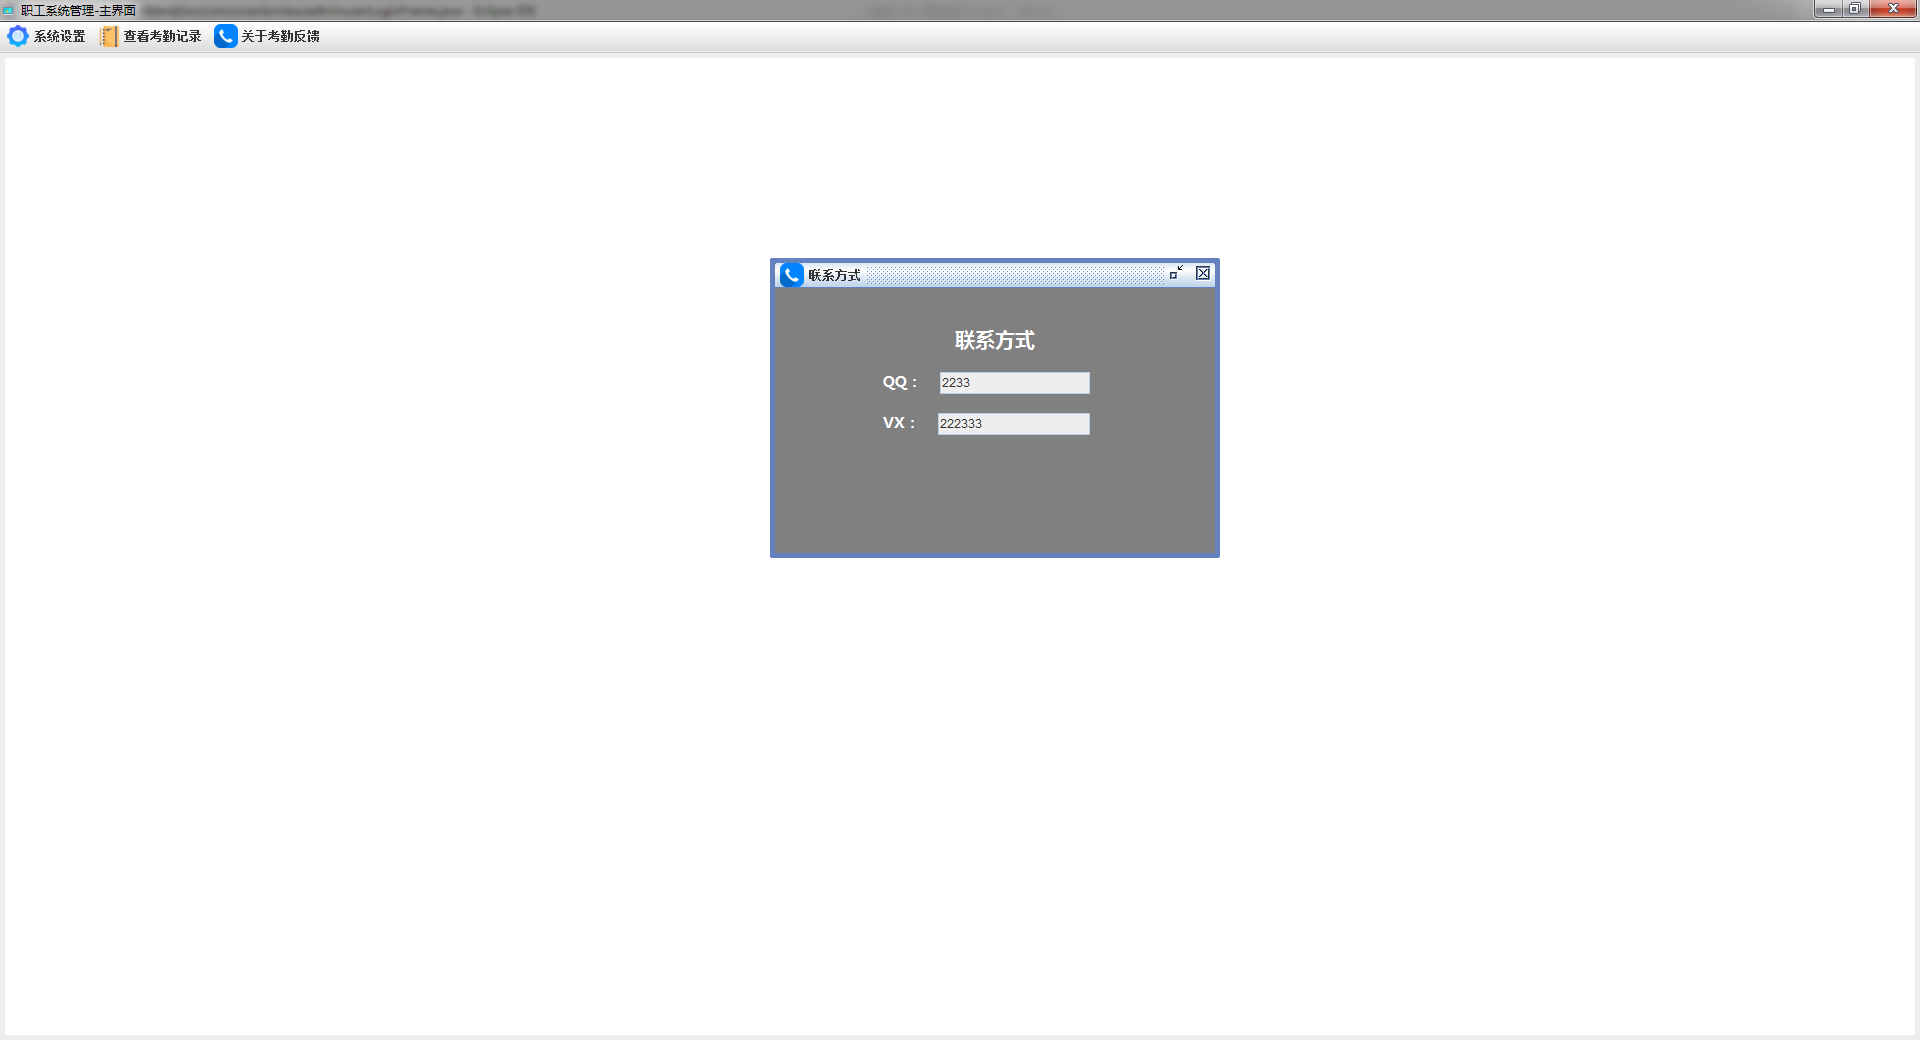 职工系统管理-主界面
系统设置 查看考勤记录 关于考勤反馈
联系方式
联系方式
QQ： 2233
VX： 222333